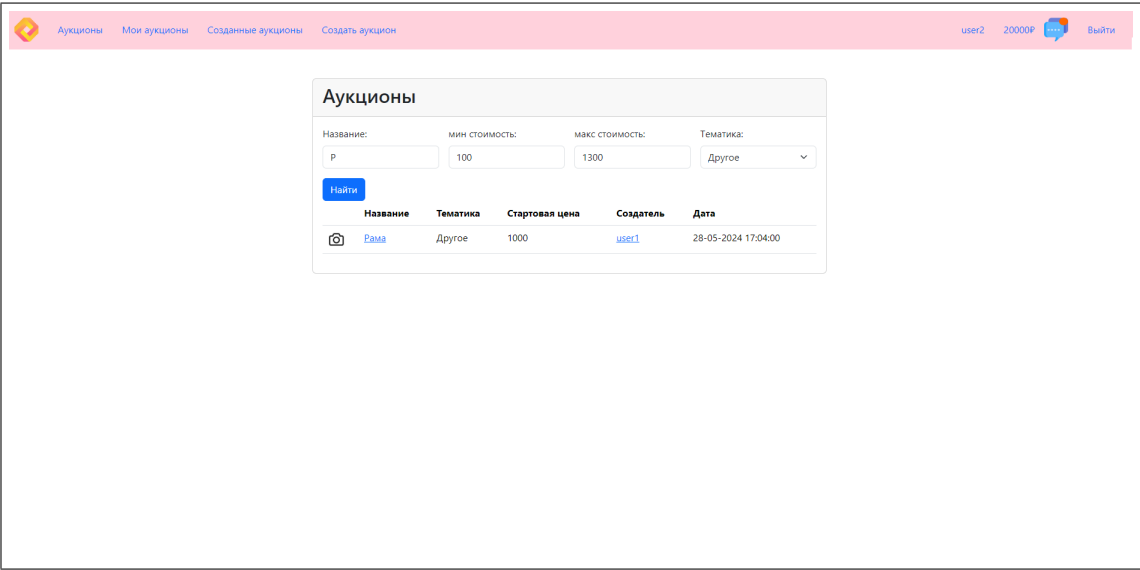 Аукционы Мои аукционы Созданные аукционы Создать аукцион user2 20000₽ Выйти
Аукционы
Название: мин стоимость: макс стоимость: Тематика:
Р 100 1300 Другое
Найти
Название Тематика Стартовая цена Создатель Дата
Рама Другое 1000 user1 28-05-2024 17:04:00